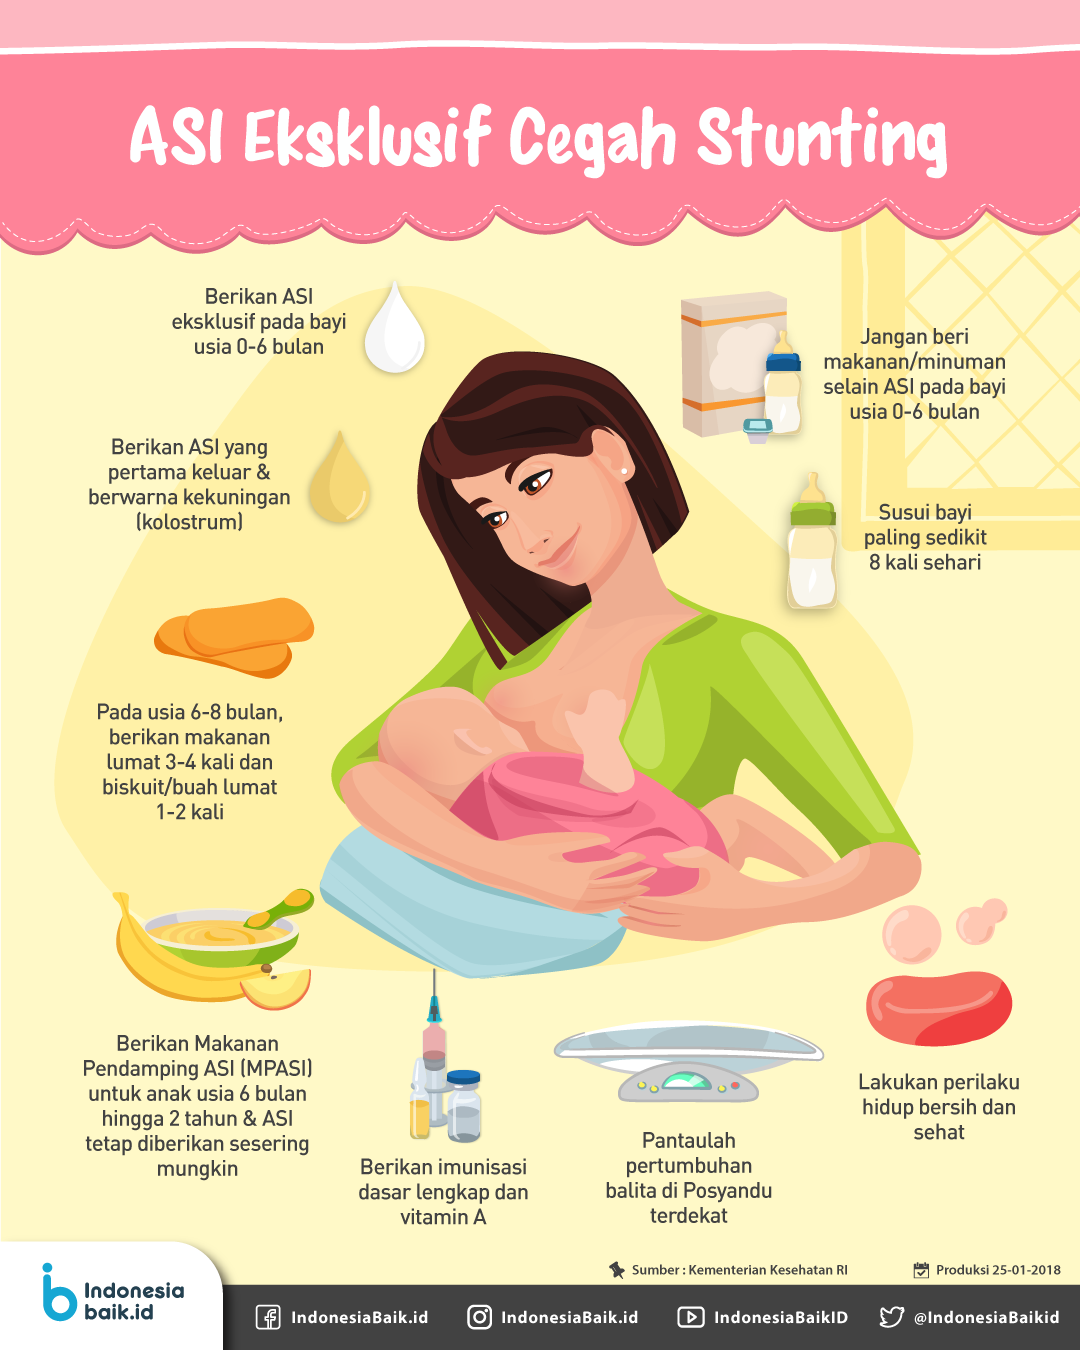 ASI Eksklusif Cegah Stunting
Berikan ASI
eksklusif pada bayi
usia 0-6 bulan
Jangan beri
makanan/minuman
selain ASI pada bayi
usia 0-6 bulan
Berikan ASI yang
pertama keluar &
berwarna kekuningan
(kolostrum)
Susui bayi
paling sedikit
8 kali sehari
Pada usia 6-8 bulan,
berikan makanan
lumat 3-4 kali dan
biskuit/buah lumat
1-2 kali
Berikan Makanan
Pendamping ASI (MPASI)
untuk anak usia 6 bulan
hingga 2 tahun & ASI
tetap diberikan sesering
mungkin
Berikan imunisasi
dasar lengkap dan
vitamin A
Pantaulah
pertumbuhan
balita di Posyandu
terdekat
Lakukan perilaku
hidup bersih dan
sehat
Sumber : Kementerian Kesehatan RI
Produksi 25-01-2018
Indonesia
baik.id
IndonesiaBaik.id
IndonesiaBaik.id
IndonesiaBaikID
@IndonesiaBaikid